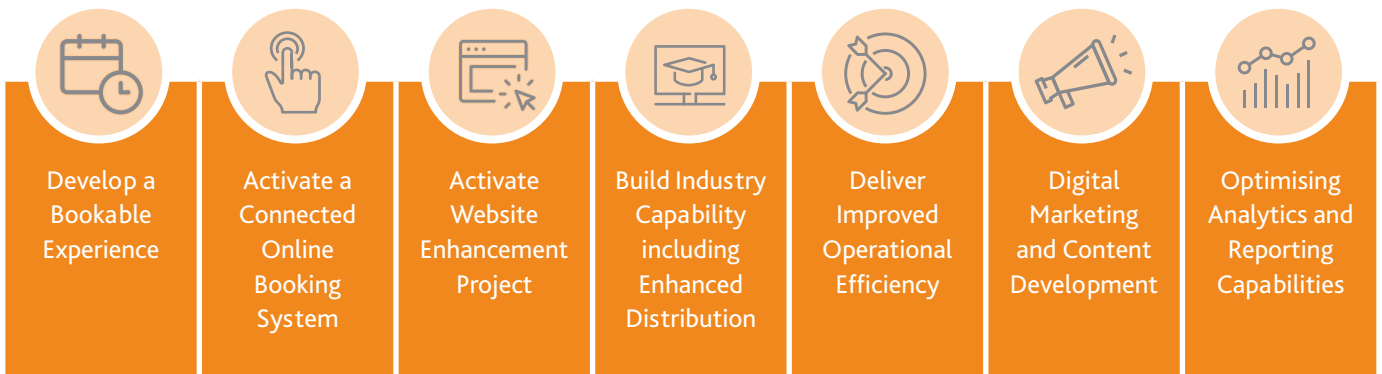 Develop a
Bookable
Experience
Activate a
Connected
Online
Booking
System
Activate
Website
Enhancement
Project
Build Industry
Capability
including
Enhanced
Distribution
Deliver
Improved
Operational
Efficiency
Digital
Marketing
and Content
Development
Optimising
Analytics and
Reporting
Capabilities